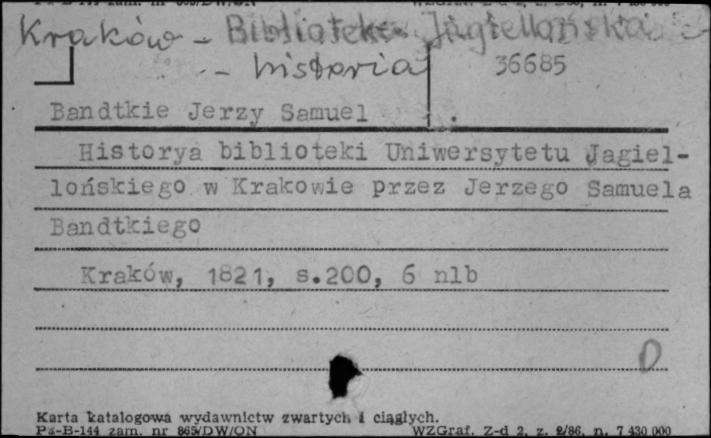 Kraków - Biblioteka Jagiellońska -
- historia
36685
Bandtkie Jerzy Samuel
Historya biblioteki Uniwersytetu Jagiel-
lońskiego w Krakowie przez Jerzego Samuela
Bandtkiego
Kraków, 1821, s.200, 6 nlb
D
Karta katalogowa wydawnictw zwartych i ciągłych.
Pu-B-144 zam. nr 865/DW/ON WZGraf. Z-d 2, z. 2/86, n. 7 430 000